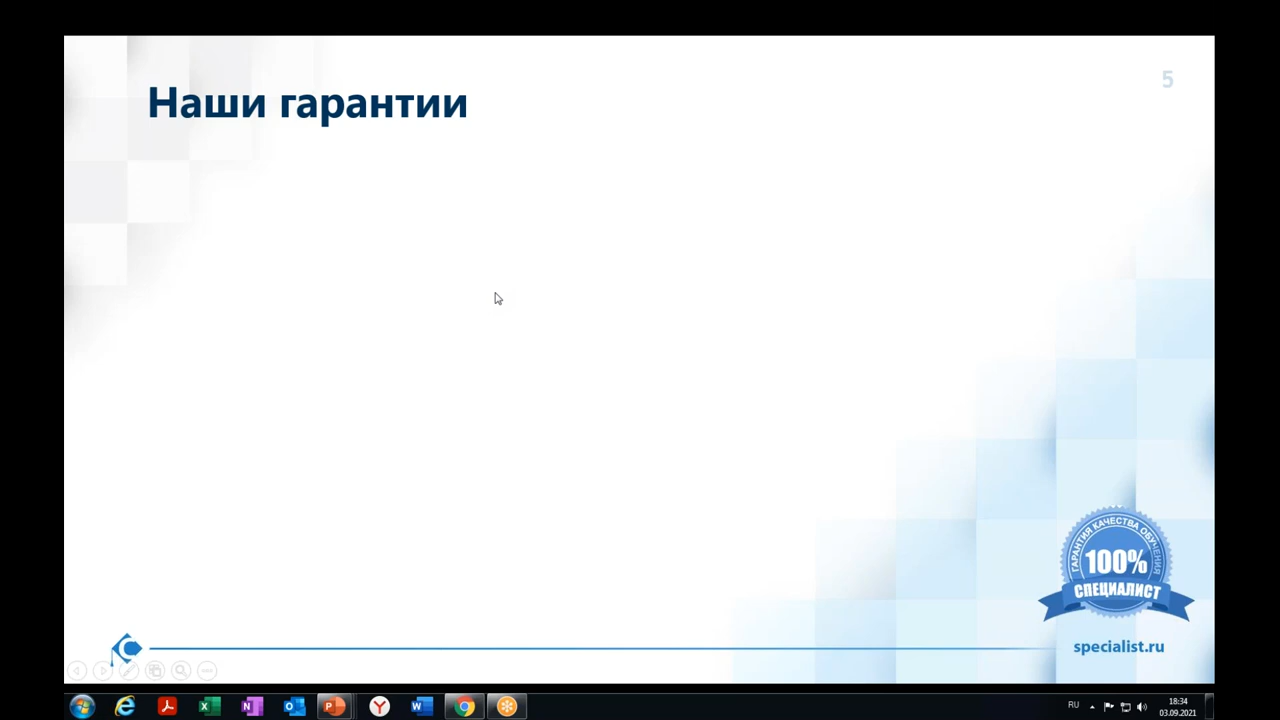 5
Наши гарантии
ГАРАНТИЯ КАЧЕСТВА ОБУЧЕНИЯ
100%
СПЕЦИАЛИСТ
specialist.ru
RU
18:34
03.09.2021